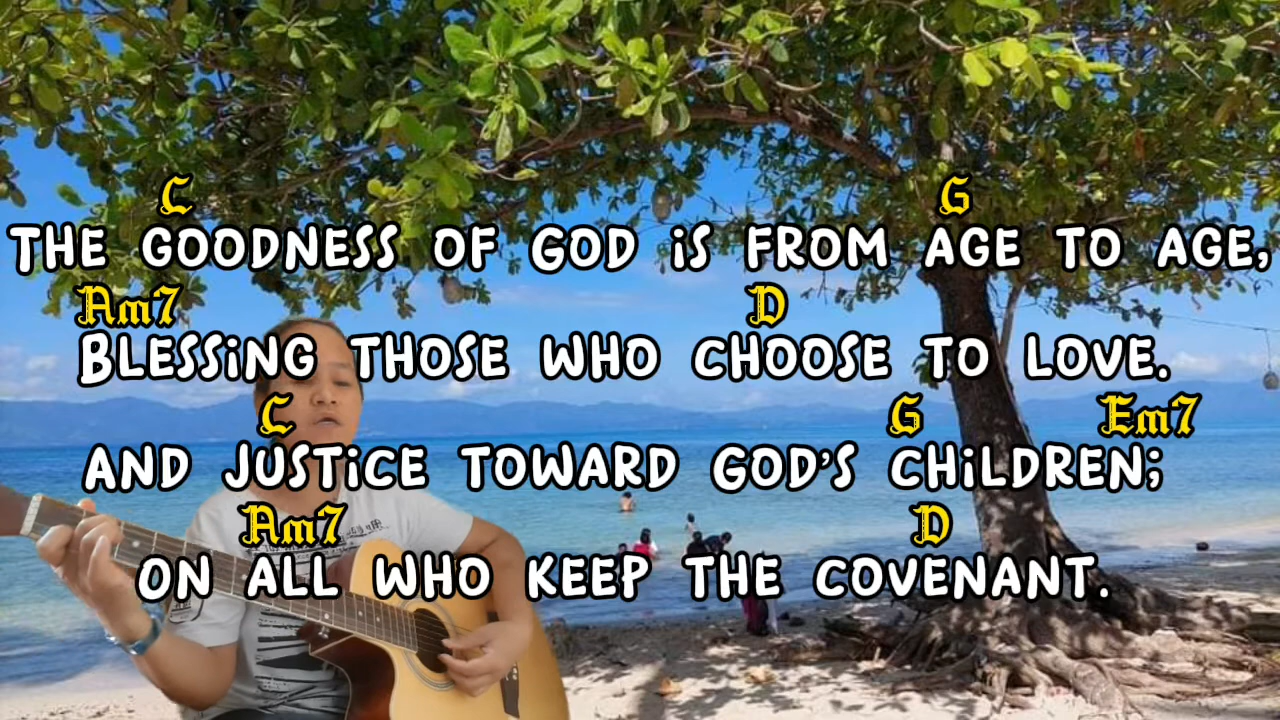 C G
THE GOODNESS OF GOD iS FROM AGE TO AGE,
Am7 D
BLESSiNG THOSE WHO CHOOSE TO LOVE.
C G Em7
AND JUSTiCE TOWARD GOD'S CHiLDREN;
Am7 D
ON ALL WHO KEEP THE COVENANT.